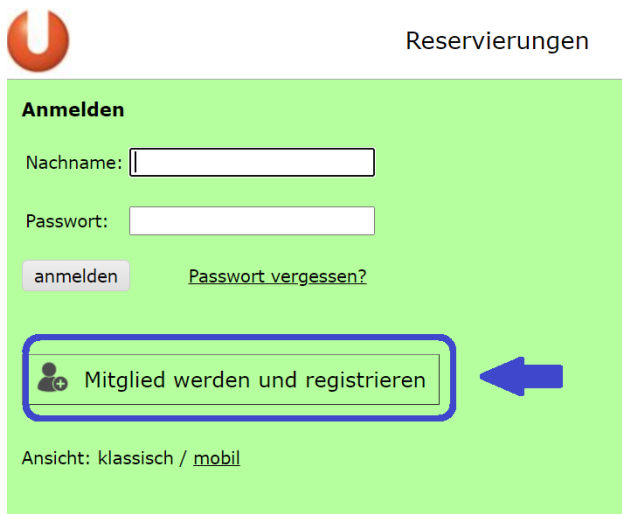 Reservierungen
Anmelden
Nachname:
Passwort:
anmelden Passwort vergessen?
Mitglied werden und registrieren
Ansicht: klassisch / mobil